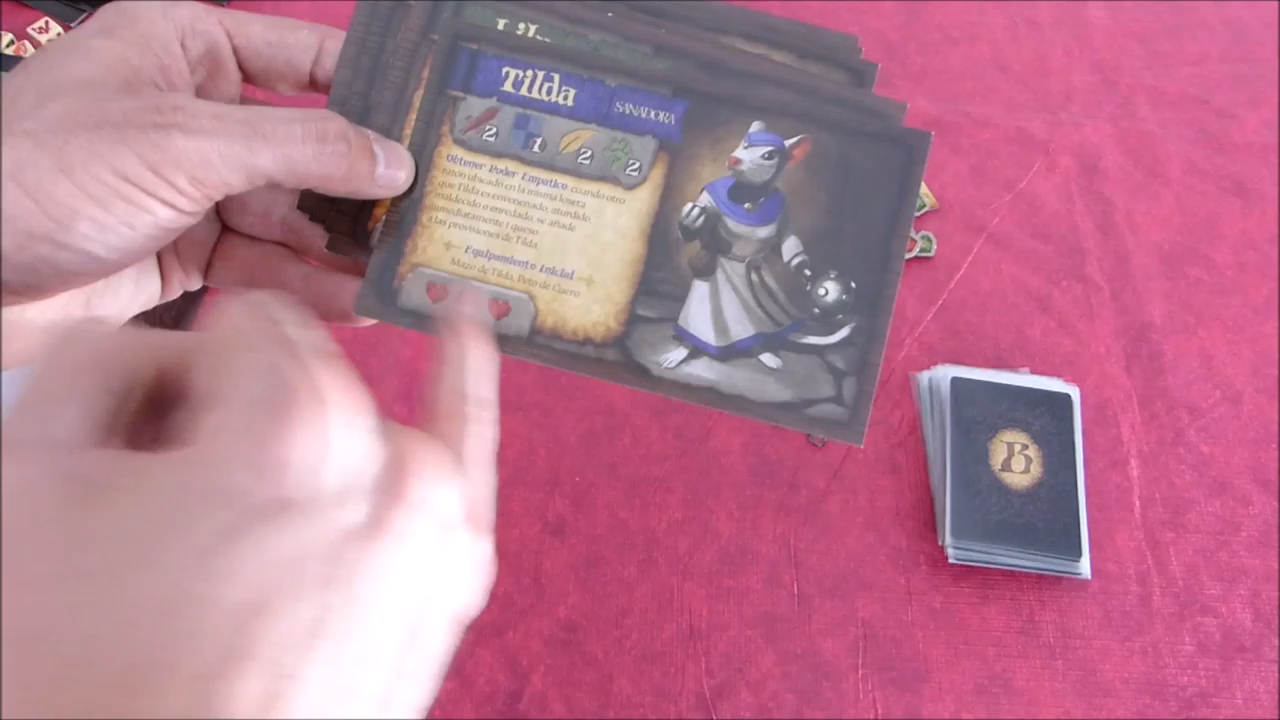 Tilda
SANADORA
2 1 2 2
Obtener Poder Empático cuando otro
ratón ubicado en la misma loseta
que Tilda es envenenado, aturdido,
maldecido o enredado, se añade
inmediatamente 1 queso
a las provisiones de Tilda.
Equipamiento Inicial
Mazo de Tilda, Peto de Cuero
B